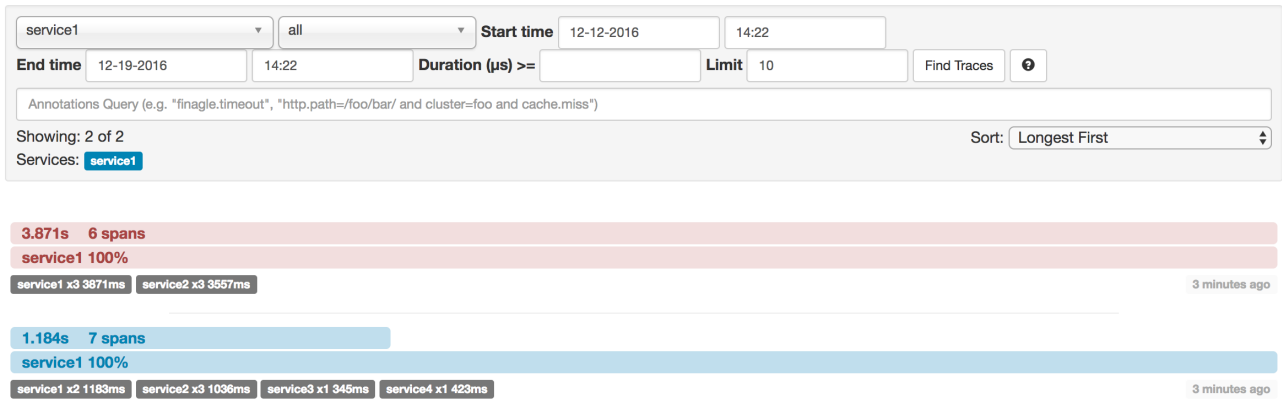 service1 all Start time 12-12-2016 14:22
End time 12-19-2016 14:22 Duration (μs) >= Limit 10 Find Traces ?
Annotations Query (e.g. "finagle.timeout", "http.path=/foo/bar/ and cluster=foo and cache.miss")
Showing: 2 of 2 Sort: Longest First
Services: service1
3.871s 6 spans
service1 100%
service1 x3 3871ms service2 x3 3557ms 3 minutes ago
1.184s 7 spans
service1 100%
service1 x2 1183ms service2 x3 1036ms service3 x1 345ms service4 x1 423ms 3 minutes ago